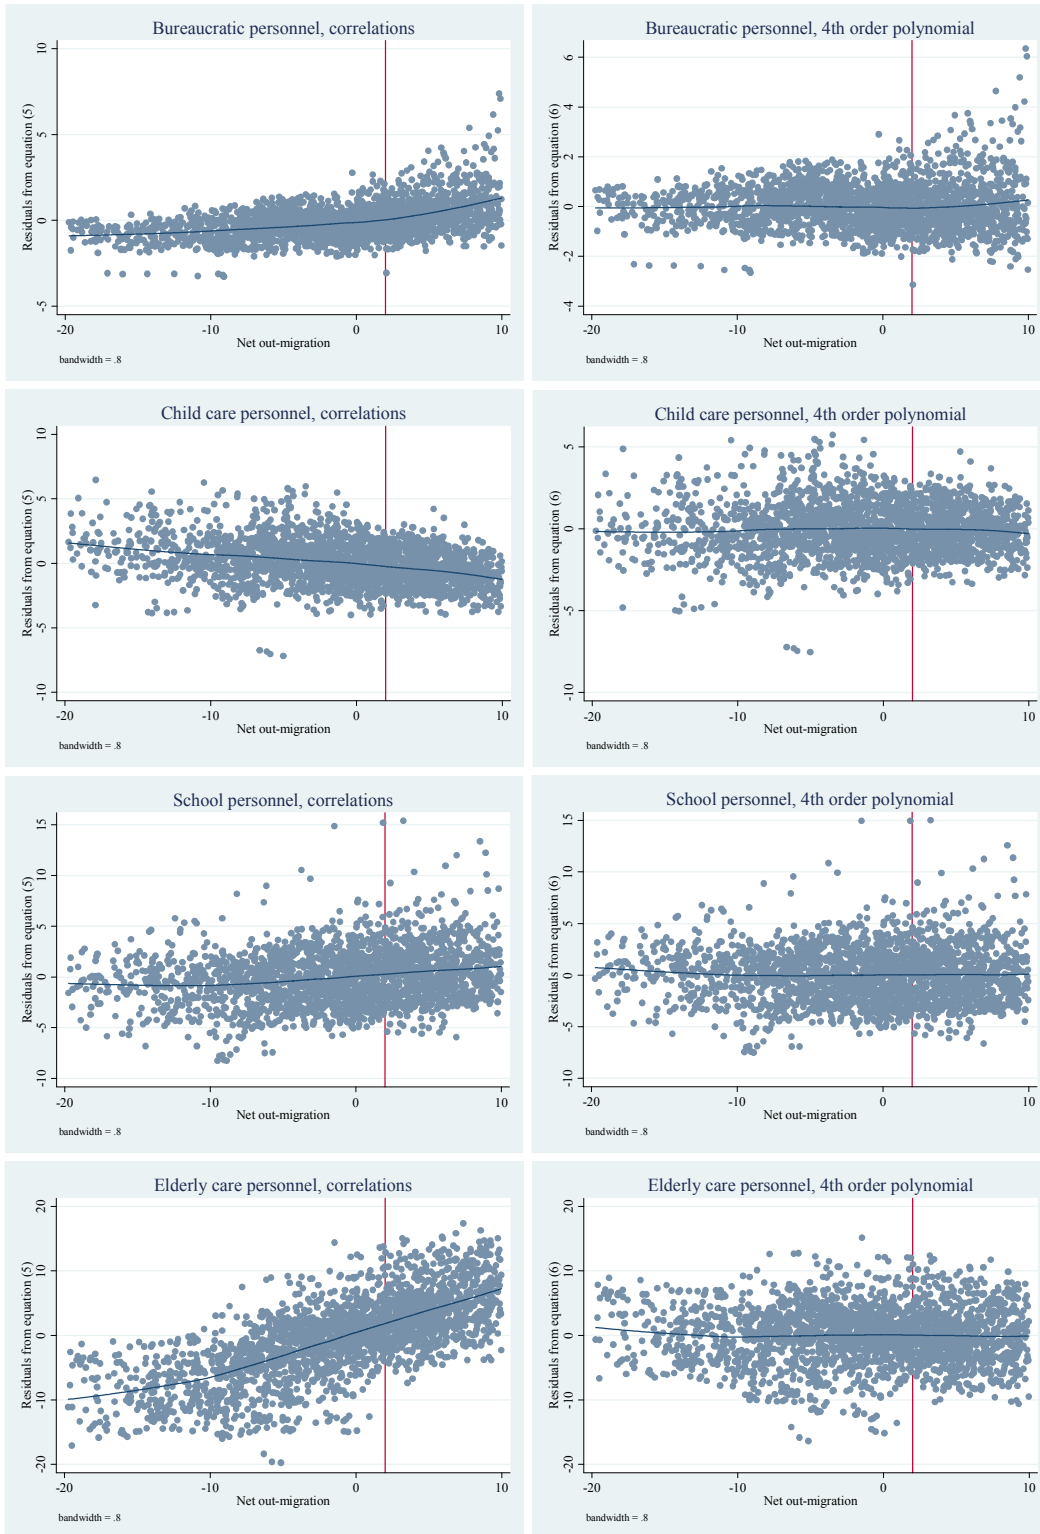 Bureaucratic personnel, correlations
Residuals from equation (5)
10
5
0
-5
-20
-10
0
10
Net out-migration
bandwidth = .8
Bureaucratic personnel, 4th order polynomial
Residuals from equation (6)
6
4
2
0
-2
-4
-20
-10
0
10
Net out-migration
bandwidth = .8
Child care personnel, correlations
Residuals from equation (5)
10
5
0
-5
-10
-20
-10
0
10
Net out-migration
bandwidth = .8
Child care personnel, 4th order polynomial
Residuals from equation (6)
5
0
-5
-10
-20
-10
0
10
Net out-migration
bandwidth = .8
School personnel, correlations
Residuals from equation (5)
15
10
5
0
-5
-10
-20
-10
0
10
Net out-migration
bandwidth = .8
School personnel, 4th order polynomial
Residuals from equation (6)
15
10
5
0
-5
-10
-20
-10
0
10
Net out-migration
bandwidth = .8
Elderly care personnel, correlations
Residuals from equation (5)
20
10
0
-10
-20
-20
-10
0
10
Net out-migration
bandwidth = .8
Elderly care personnel, 4th order polynomial
Residuals from equation (6)
20
10
0
-10
-20
-20
-10
0
10
Net out-migration
bandwidth = .8